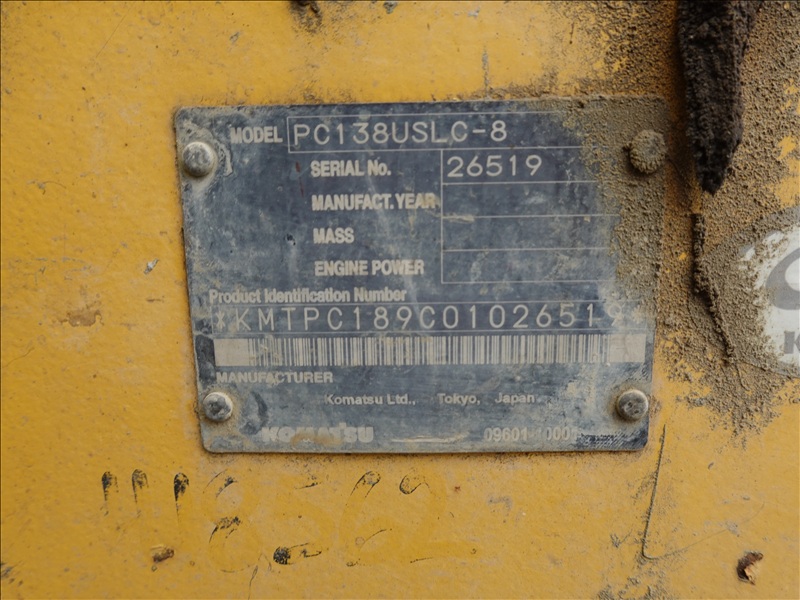 MODEL PC138USLC-8
SERIAL No. 26519
MANUFACT. YEAR
MASS
ENGINE POWER
Product Identification Number
*KMTPC189C01026519
MANUFACTURER
Komatsu Ltd., Tokyo, Japan
KOMATSU
K